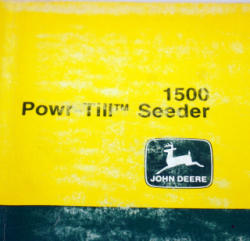 1500
Powr-Till™ Seeder
JOHN DEERE